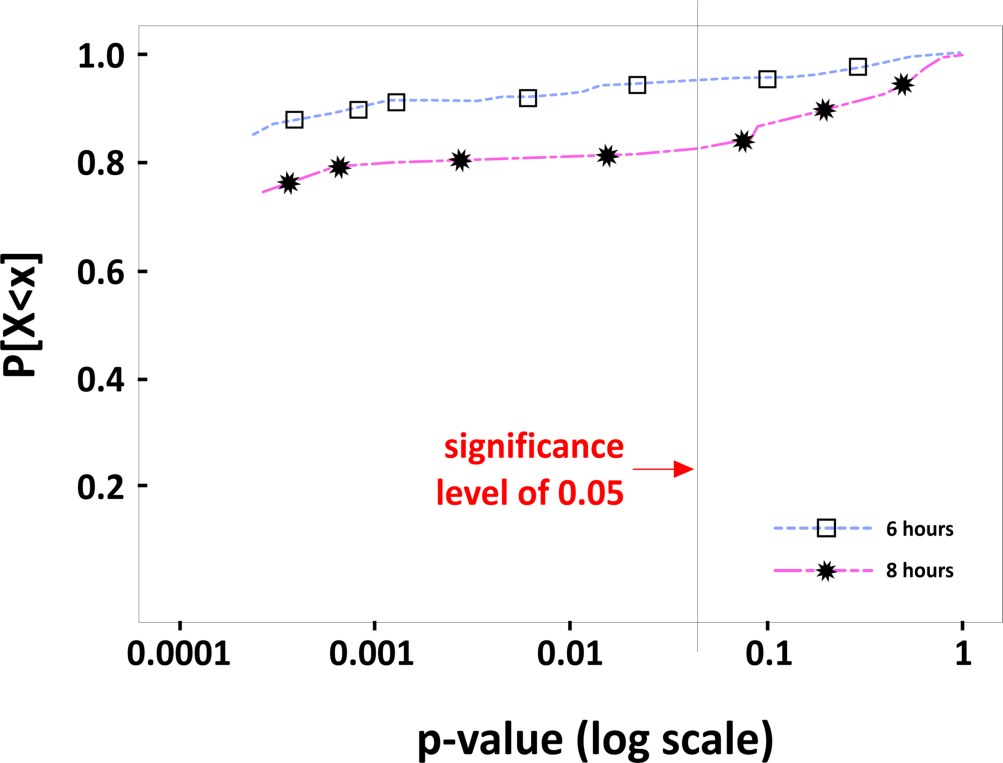 1.0
0.8
0.6
0.4
0.2
P[X<x]
significance
level of 0.05
6 hours
8 hours
0.0001
0.001
0.01
0.1
1
p-value (log scale)